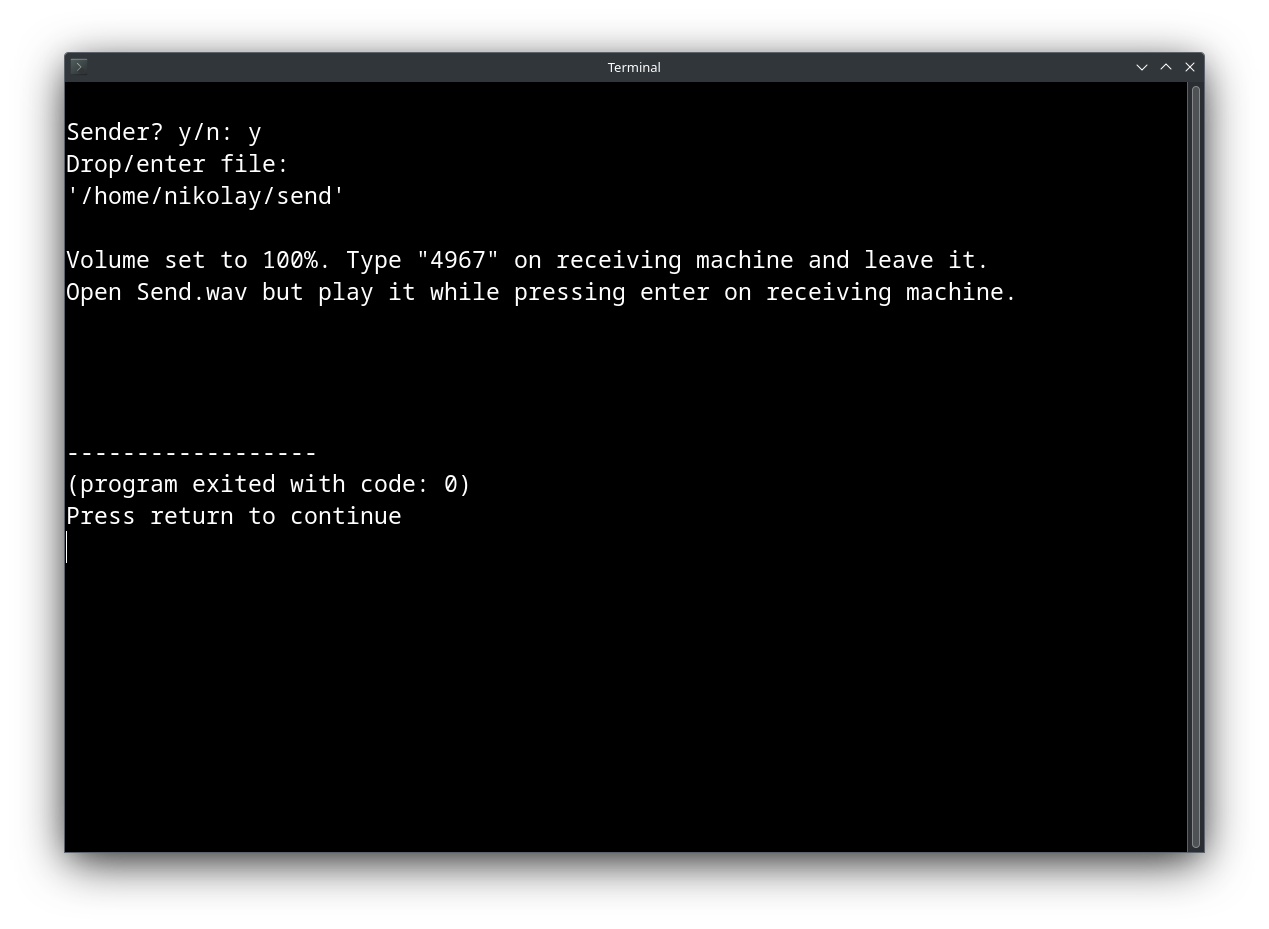 Terminal
Sender? y/n: y
Drop/enter file:
'/home/nikolay/send'
Volume set to 100%. Type "4967" on receiving machine and leave it.
Open Send.wav but play it while pressing enter on receiving machine.
------------------
(program exited with code: 0)
Press return to continue